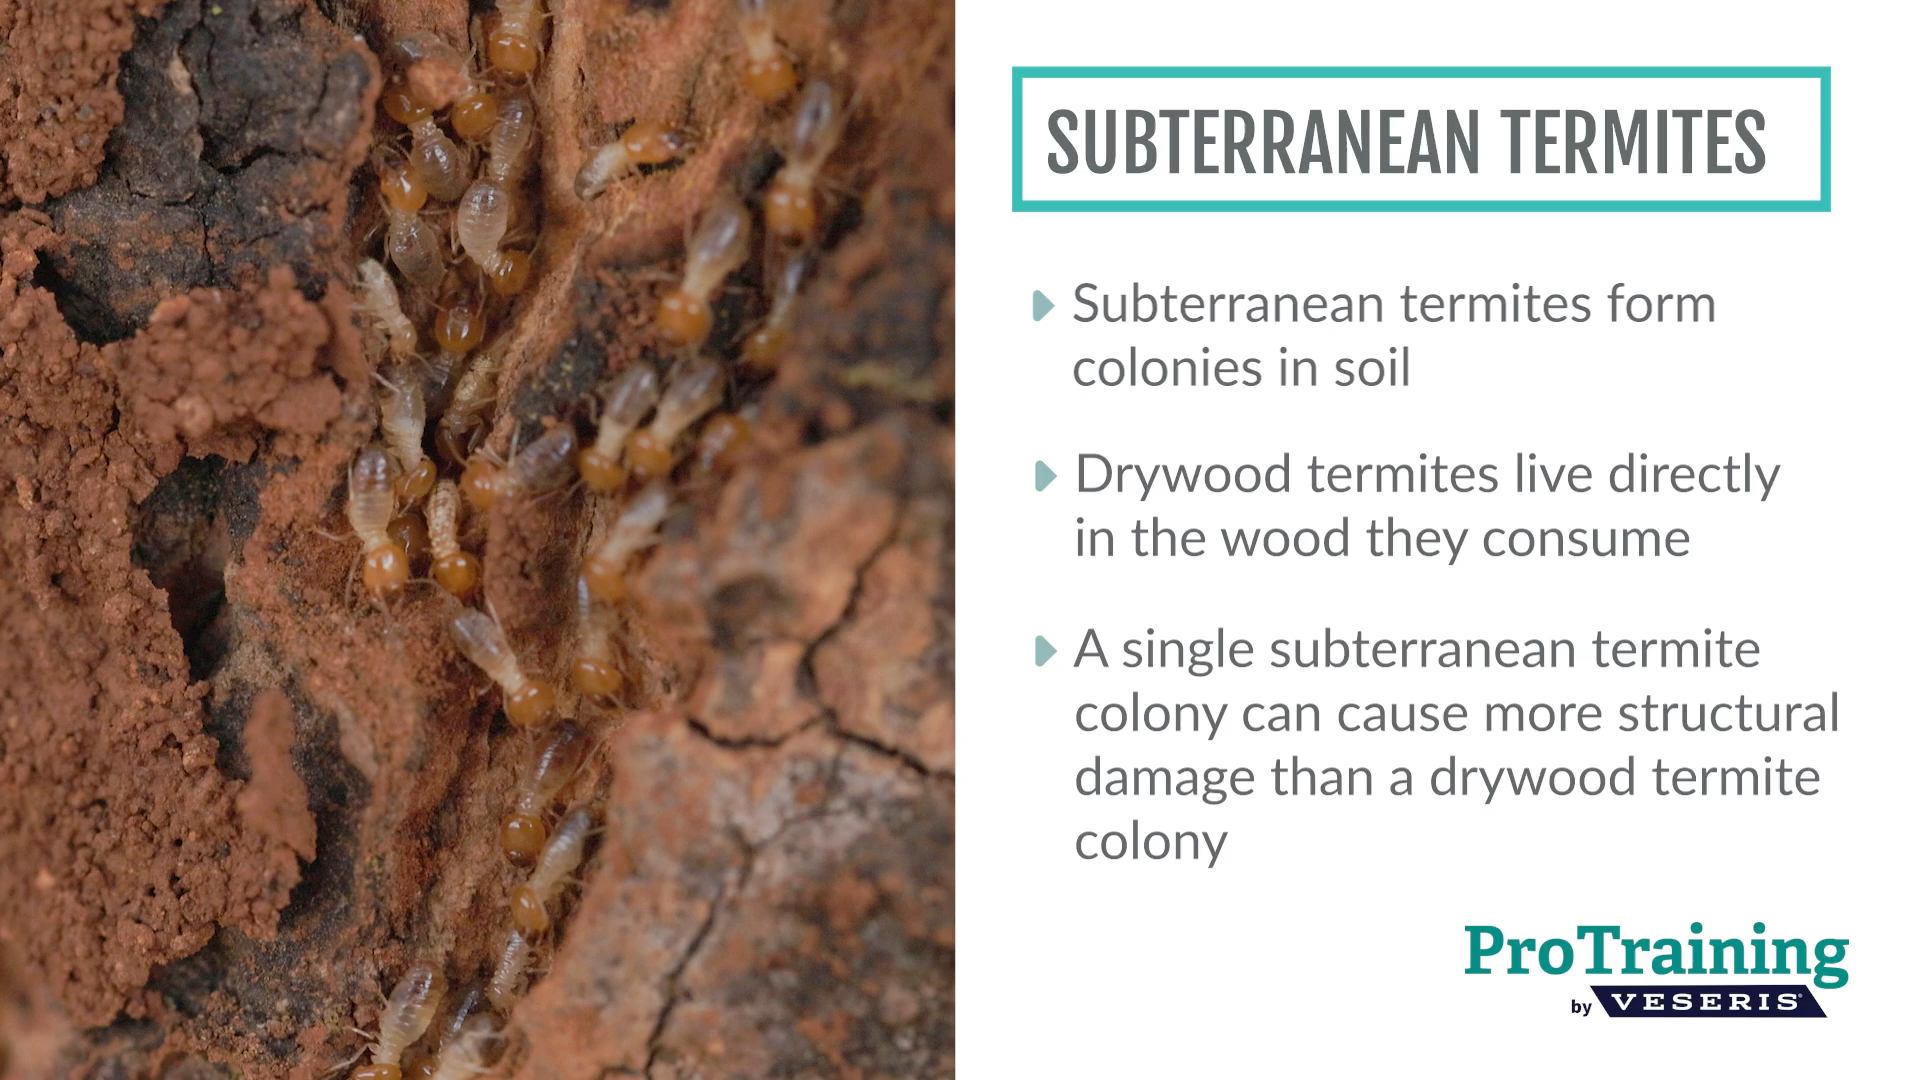 SUBTERRANEAN TERMITES
Subterranean termites form
colonies in soil
Drywood termites live directly
in the wood they consume
A single subterranean termite
colony can cause more structural
damage than a drywood termite
colony
ProTraining
by VESERIS